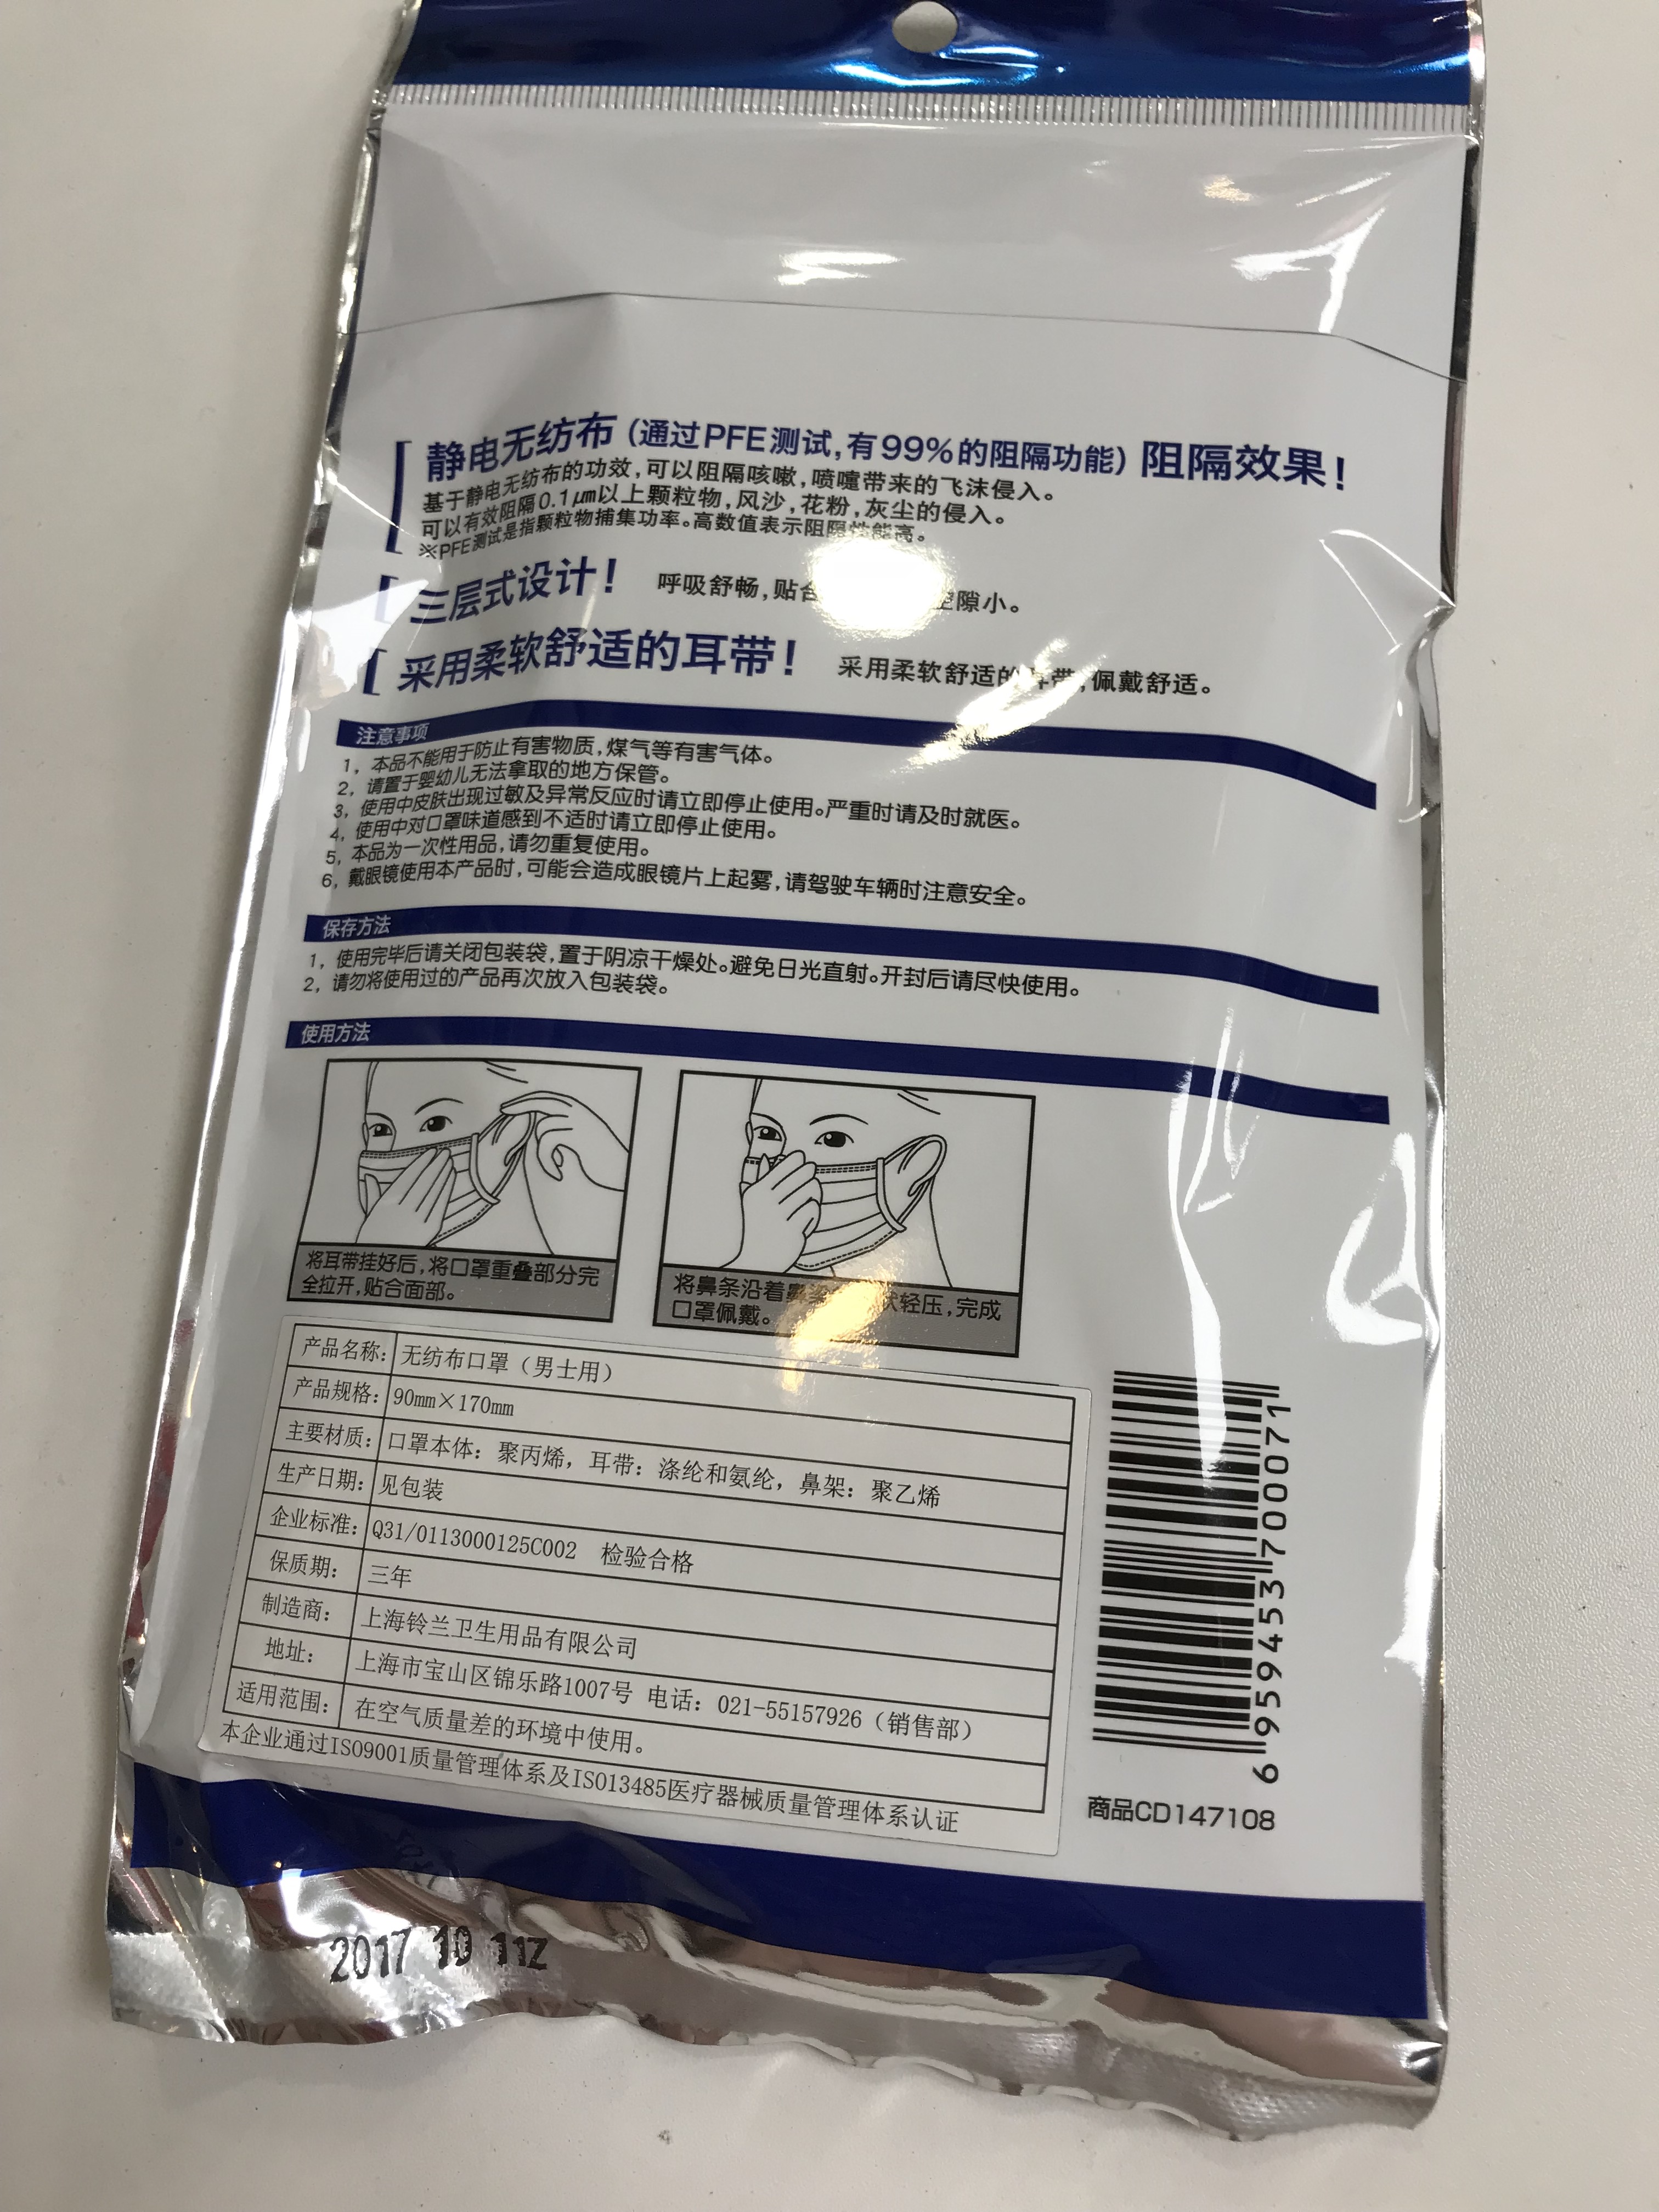 静电无纺布(通过PFE测试,有99%的阻隔功能)阻隔效果!
基于静电无纺布的功效,可以阻隔咳嗽,喷嚏带来的飞沫侵入。
可以有效阻隔0.1μm以上颗粒物,风沙,花粉,灰尘的侵入。
※PFE测试是指颗粒物捕集功率。高数值表示阻隔性能高。
三层式设计! 呼吸舒畅,贴合 空隙小。
采用柔软舒适的耳带! 采用柔软舒适的耳带,佩戴舒适。
注意事项
1,本品不能用于防止有害物质,煤气等有害气体。
2,请置于婴幼儿无法拿取的地方保管。
3,使用中皮肤出现过敏及异常反应时请立即停止使用。严重时请及时就医。
4,使用中对口罩味道感到不适时请立即停止使用。
5,本品为一次性用品,请勿重复使用。
6,戴眼镜使用本产品时,可能会造成眼镜片上起雾,请驾驶车辆时注意安全。
保存方法
1,使用完毕后请关闭包装袋,置于阴凉干燥处。避免日光直射。开封后请尽快使用。
2,请勿将使用过的产品再次放入包装袋。
使用方法
将耳带挂好后,将口罩重叠部分完
全拉开,贴合面部。
将鼻条沿着鼻梁 状轻压,完成
口罩佩戴。
产品名称: 无纺布口罩(男士用)
产品规格: 90mm×170mm
主要材质: 口罩本体:聚丙烯,耳带:涤纶和氨纶,鼻架:聚乙烯
生产日期: 见包装
企业标准: Q31/0113000125C002 检验合格
保质期: 三年
制造商: 上海铃兰卫生用品有限公司
地址: 上海市宝山区锦乐路1007号 电话:021-55157926(销售部)
适用范围: 在空气质量差的环境中使用。
本企业通过ISO9001质量管理体系及ISO13485医疗器械质量管理体系认证
6959453700071
商品CD147108
2017 10 11Z